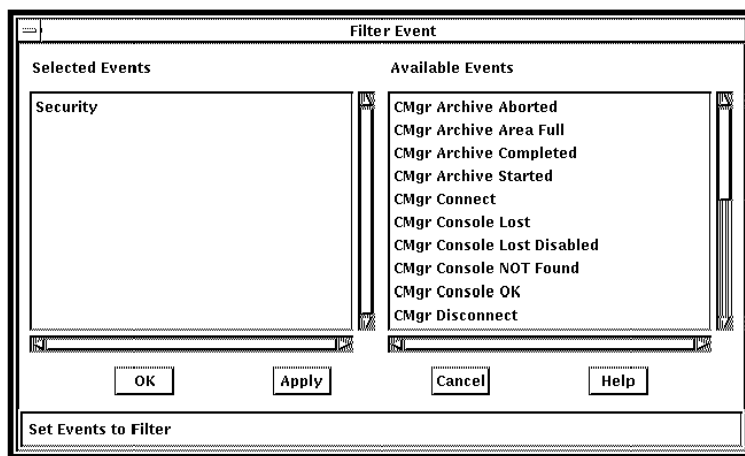 Filter Event
Selected Events
Available Events
Security
CMgr Archive Aborted
CMgr Archive Area Full
CMgr Archive Completed
CMgr Archive Started
CMgr Connect
CMgr Console Lost
CMgr Console Lost Disabled
CMgr Console NOT Found
CMgr Console OK
CMgr Disconnect
OK
Apply
Cancel
Help
Set Events to Filter